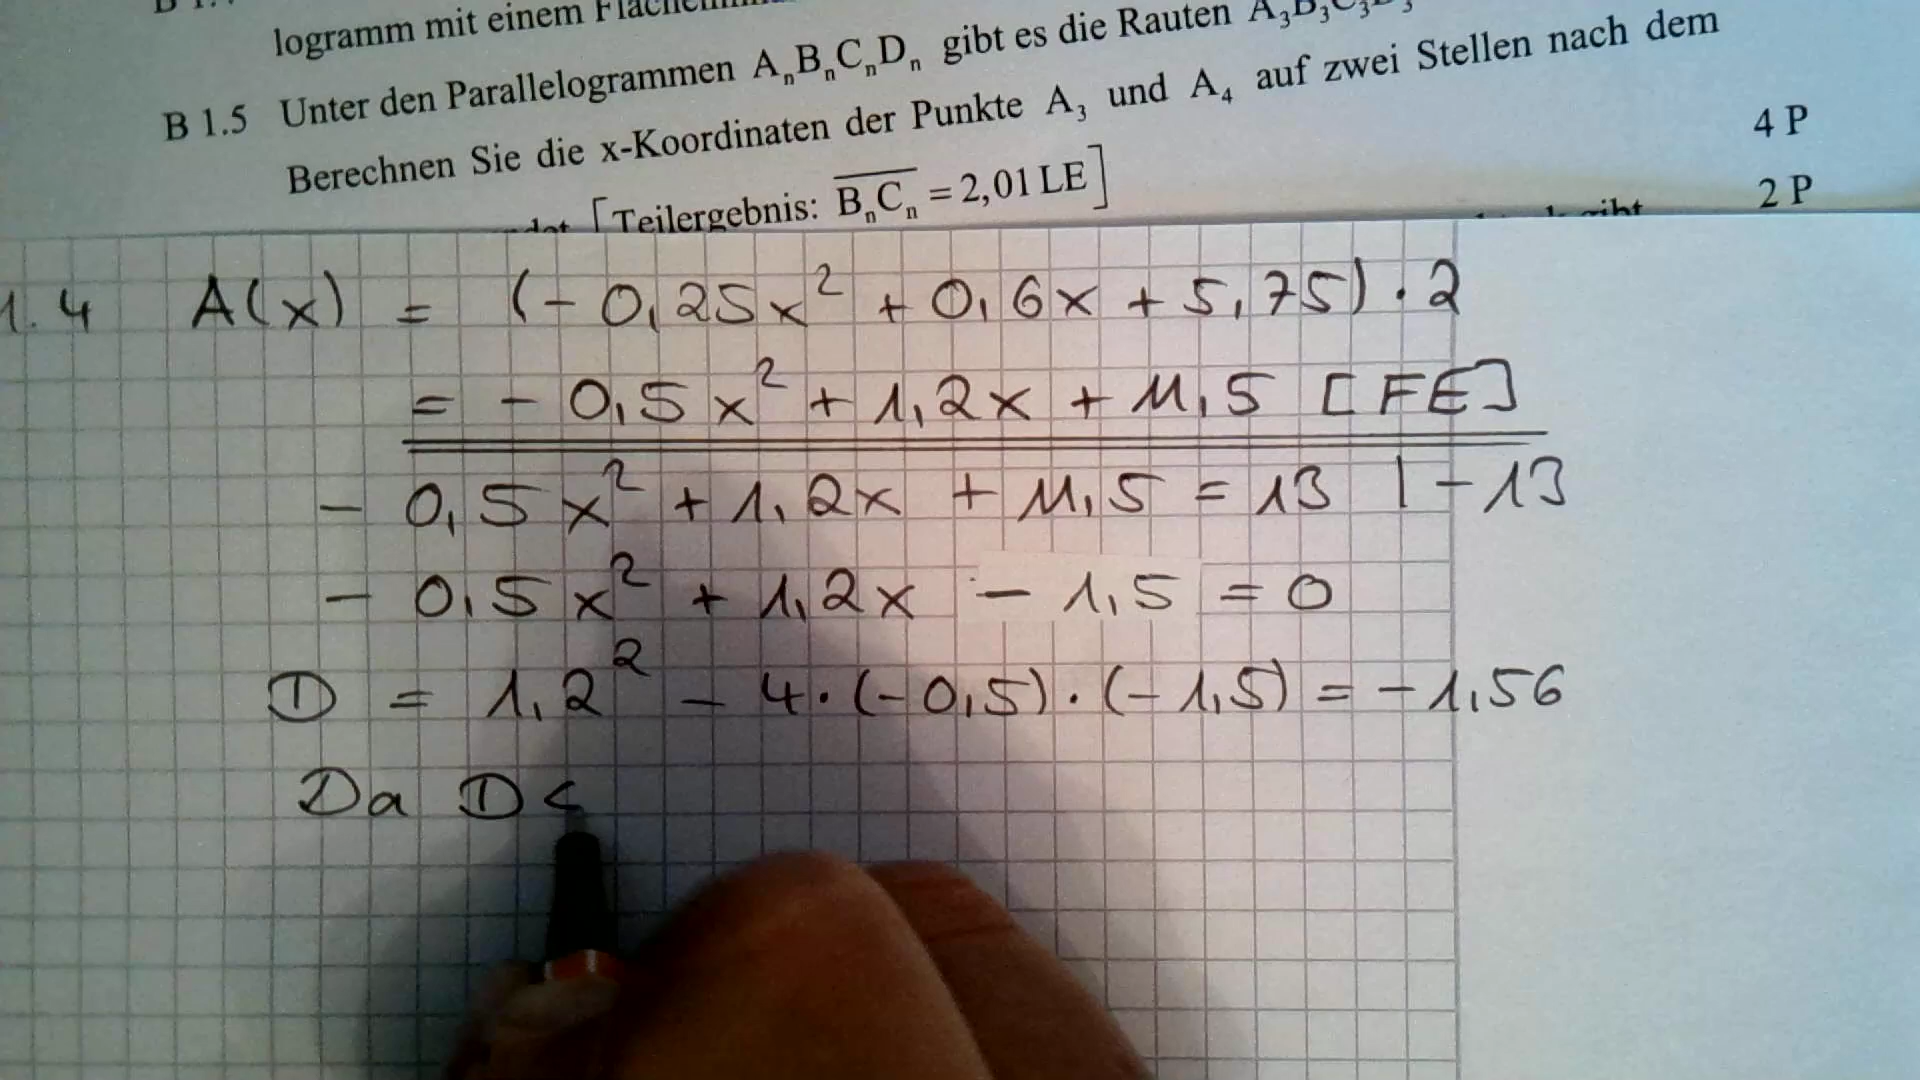 logramm mit einem
B 1.5 Unter den Parallelogrammen AₙBₙCₙDₙ gibt es die Rauten A₃B₃C₃D₃
Berechnen Sie die x-Koordinaten der Punkte A₃ und A₄ auf zwei Stellen nach dem
[Teilergebnis: B̅ₙC̅ₙ = 2,01 LE] 4 P
gibt 2 P
1.4 A(x) = (-0,25x² + 0,6x + 5,75) · 2
= -0,5x² + 1,2x + 11,5 [FE]
-0,5x² + 1,2x + 11,5 = 13 | -13
-0,5x² + 1,2x - 1,5 = 0
D = 1,2² - 4 · (-0,5) · (-1,5) = -1,56
Da D <